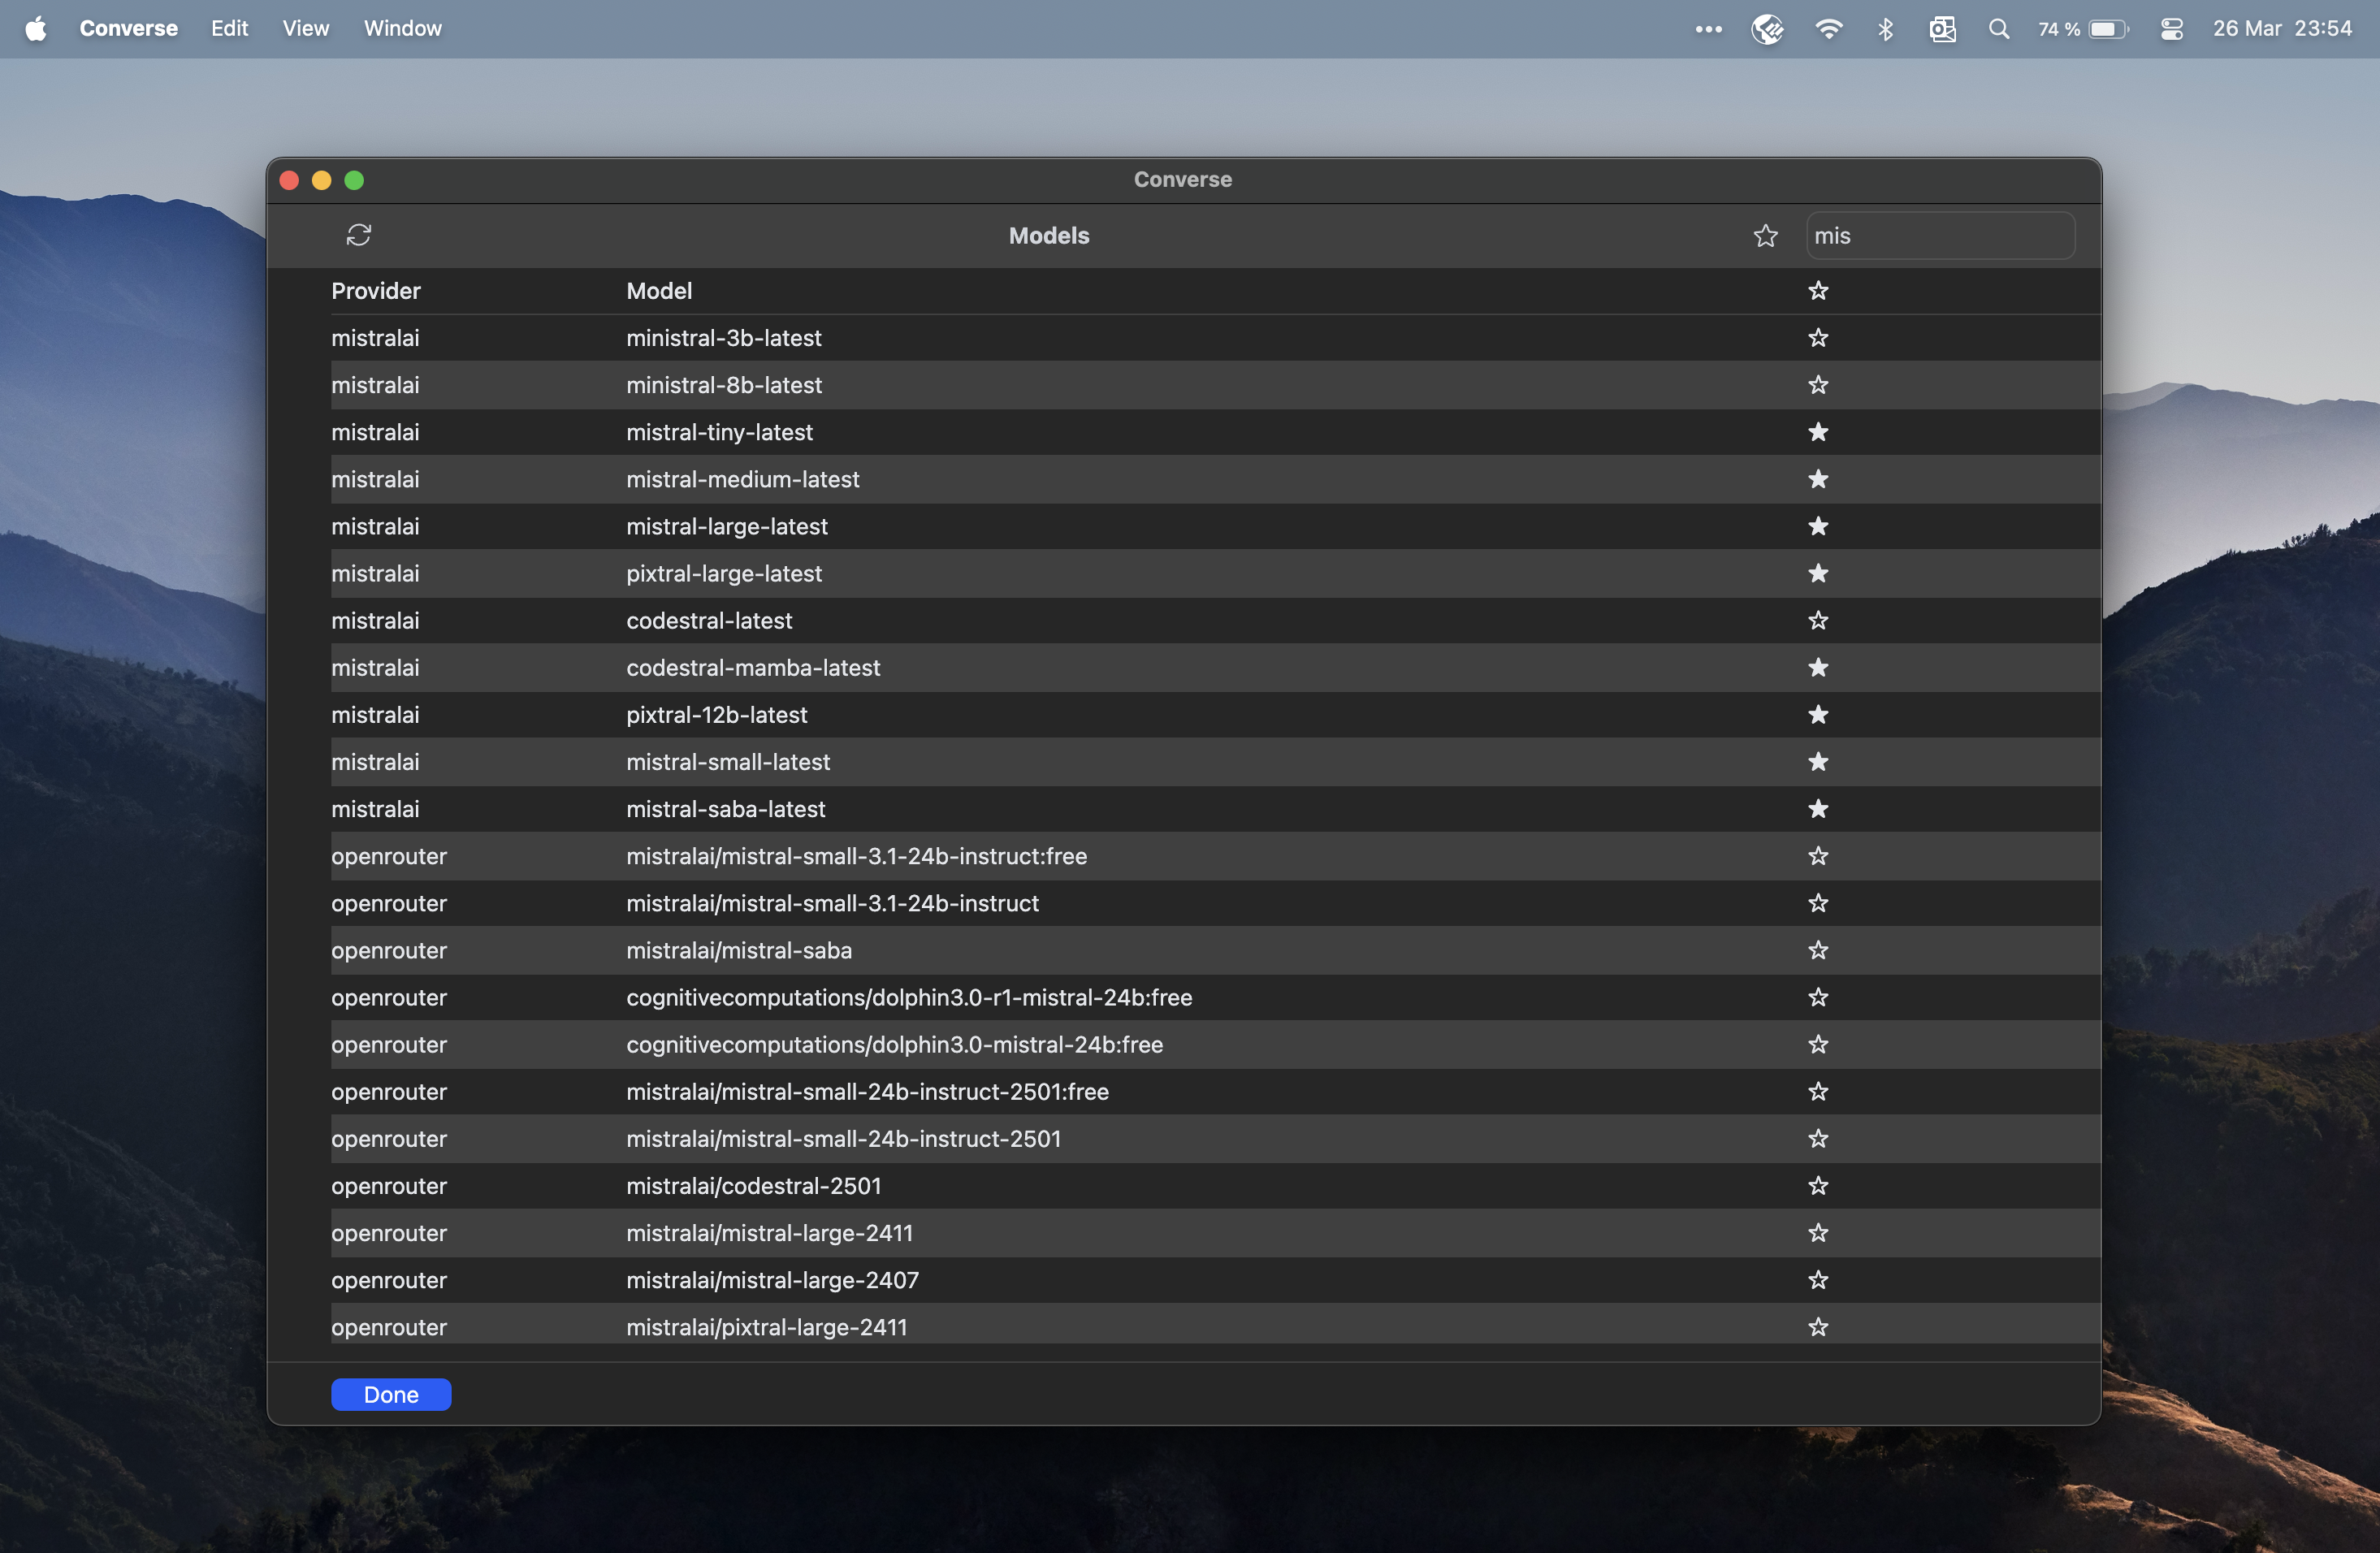 Converse Edit View Window 74 % 26 Mar 23:54
Converse
Models mis
Provider Model
mistralai ministral-3b-latest
mistralai ministral-8b-latest
mistralai mistral-tiny-latest
mistralai mistral-medium-latest
mistralai mistral-large-latest
mistralai pixtral-large-latest
mistralai codestral-latest
mistralai codestral-mamba-latest
mistralai pixtral-12b-latest
mistralai mistral-small-latest
mistralai mistral-saba-latest
openrouter mistralai/mistral-small-3.1-24b-instruct:free
openrouter mistralai/mistral-small-3.1-24b-instruct
openrouter mistralai/mistral-saba
openrouter cognitivecomputations/dolphin3.0-r1-mistral-24b:free
openrouter cognitivecomputations/dolphin3.0-mistral-24b:free
openrouter mistralai/mistral-small-24b-instruct-2501:free
openrouter mistralai/mistral-small-24b-instruct-2501
openrouter mistralai/codestral-2501
openrouter mistralai/mistral-large-2411
openrouter mistralai/mistral-large-2407
openrouter mistralai/pixtral-large-2411
Done